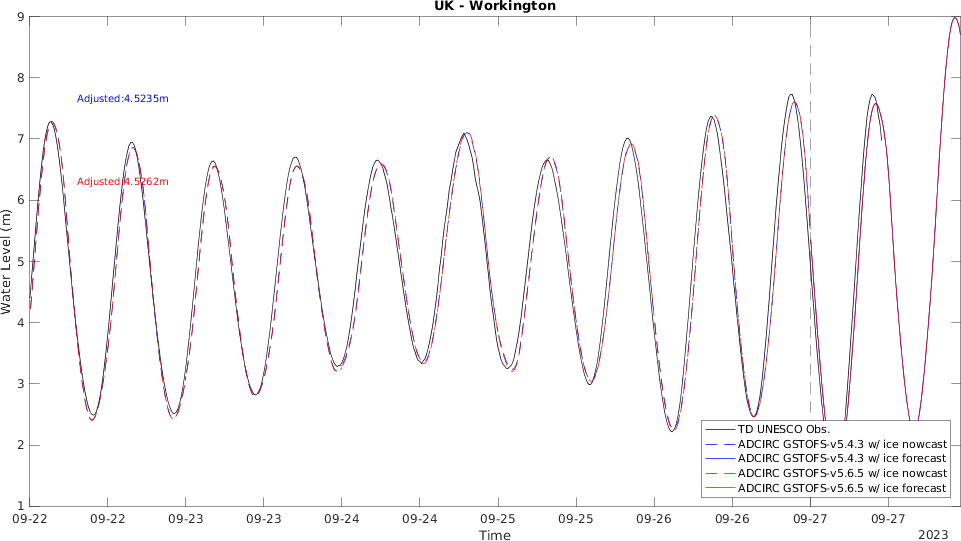 UK - Workington
9
8
7
6
5
4
3
2
1
Water Level (m)
Adjusted:4.5235m
Adjusted:4.5262m
TD UNESCO Obs.
ADCIRC GSTOFS-v5.4.3 w/ ice nowcast
ADCIRC GSTOFS-v5.4.3 w/ ice forecast
ADCIRC GSTOFS-v5.6.5 w/ ice nowcast
ADCIRC GSTOFS-v5.6.5 w/ ice forecast
09-22 09-22 09-23 09-23 09-24 09-24 09-25 09-25 09-26 09-26 09-27 09-27
Time
2023